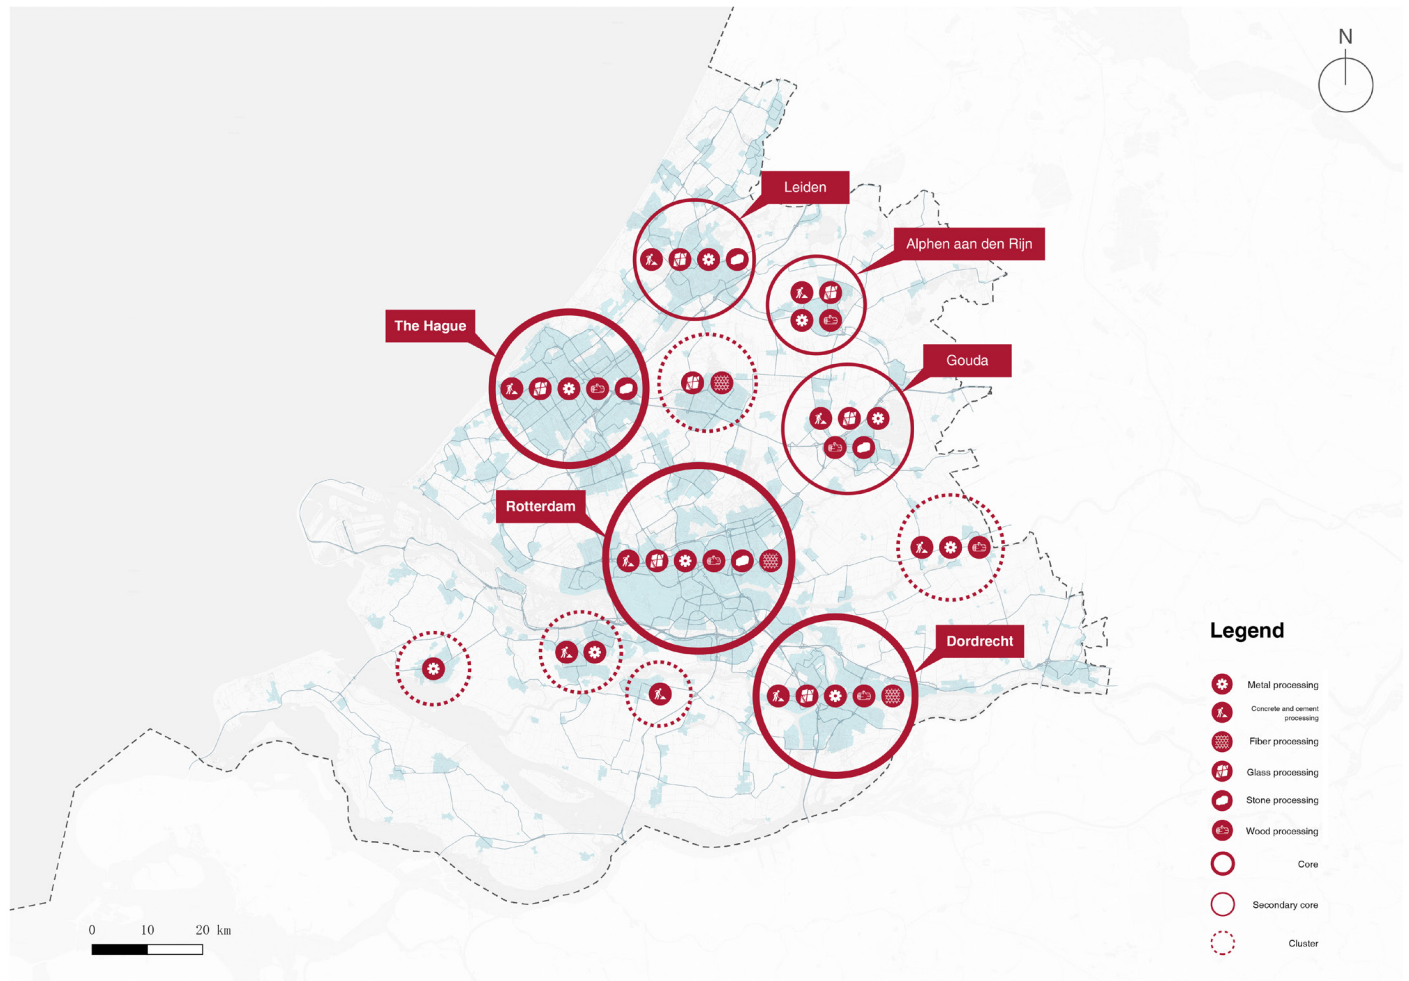 N
Leiden
Alphen aan den Rijn
The Hague
Gouda
Rotterdam
Dordrecht
Legend
Metal processing
Concrete and cement
processing
Fiber processing
Glass processing
Stone processing
Wood processing
Core
Secondary core
Cluster
0 10 20 km